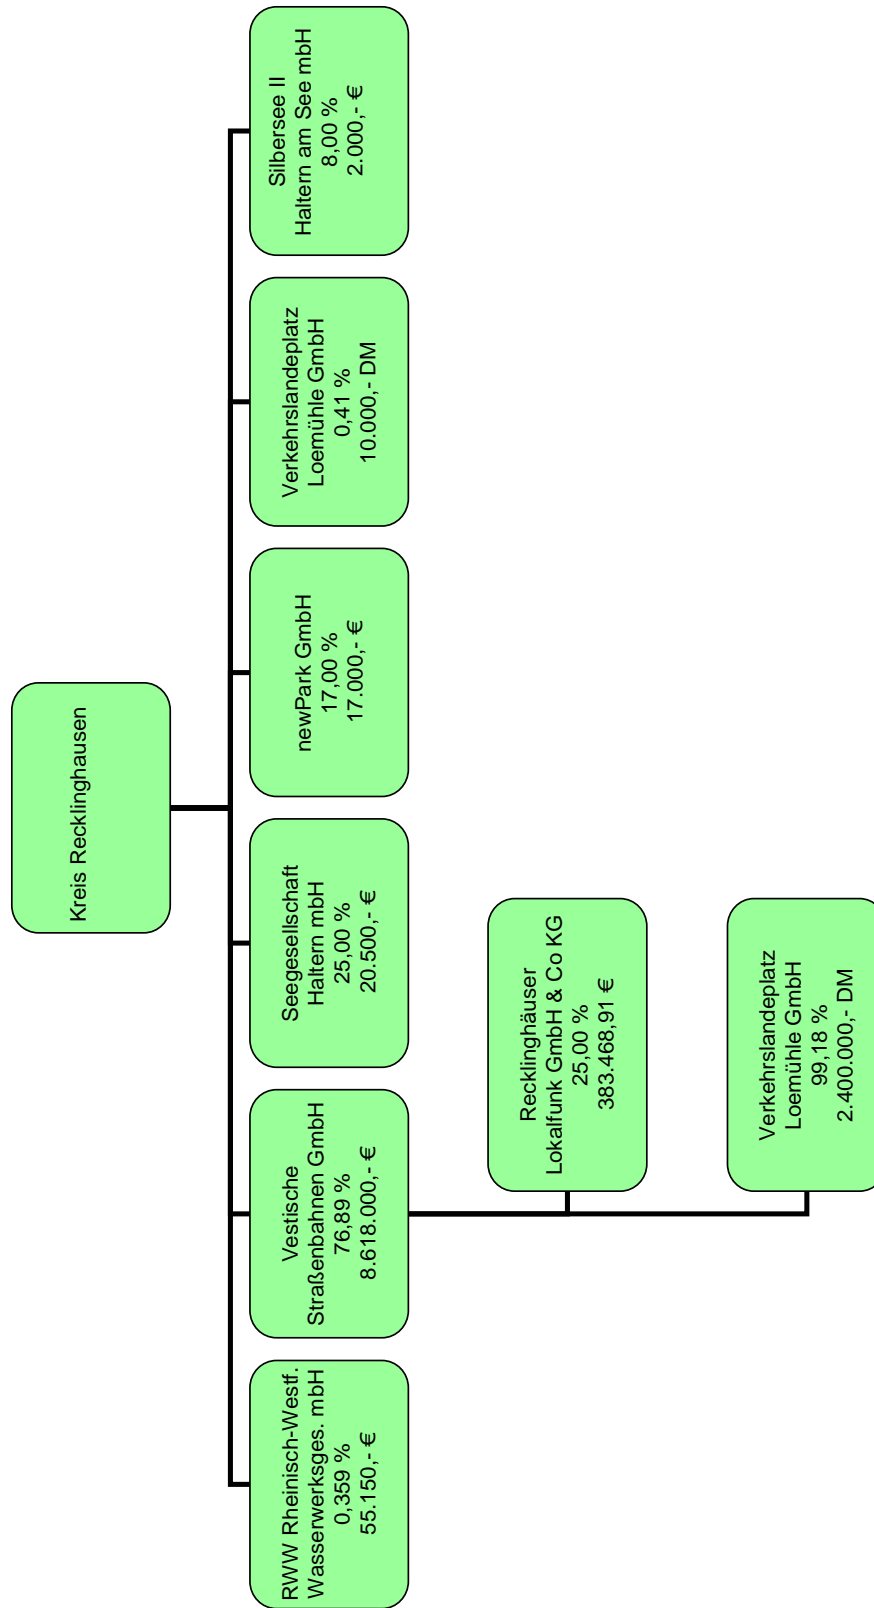 Kreis Recklinghausen
RWW Rheinisch-Westf.
Wasserwerksges. mbH
0,359 %
55.150,- €
Vestische
Straßenbahnen GmbH
76,89 %
8.618.000,- €
Seegesellschaft
Haltern mbH
25,00 %
20.500,- €
newPark GmbH
17,00 %
17.000,- €
Verkehrslandeplatz
Loemühle GmbH
0,41 %
10.000,- DM
Silbersee II
Haltern am See mbH
8,00 %
2.000,- €
Recklinghäuser
Lokalfunk GmbH & Co KG
25,00 %
383.468,91 €
Verkehrslandeplatz
Loemühle GmbH
99,18 %
2.400.000,- DM